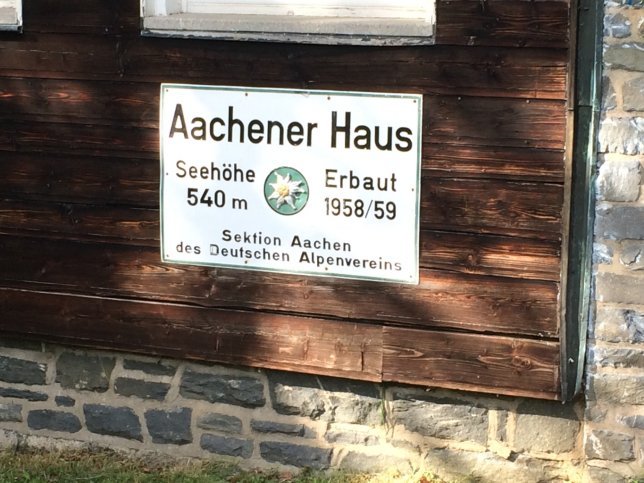 Aachener Haus
Seehöhe Erbaut
540 m 1958/59
Sektion Aachen
des Deutschen Alpenvereins